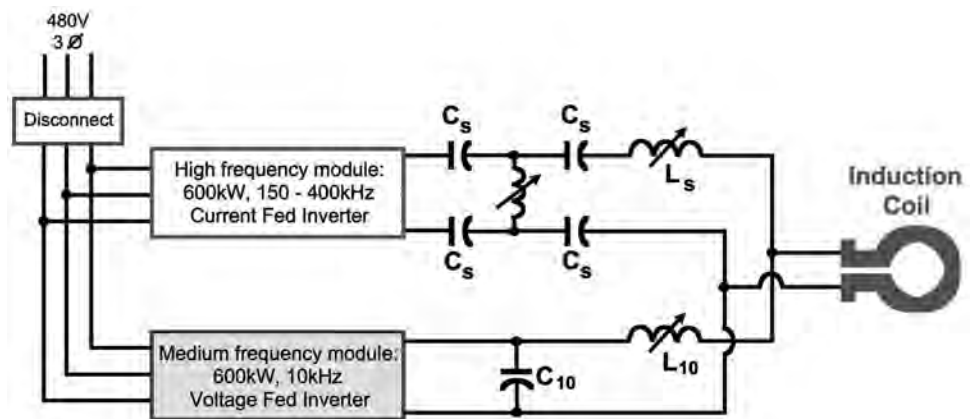 480V
3 Ø
Disconnect
High frequency module:
600kW, 150 - 400kHz
Current Fed Inverter
Cs
Cs
Ls
Cs
Cs
Induction
Coil
Medium frequency module:
600kW, 10kHz
Voltage Fed Inverter
C10
L10